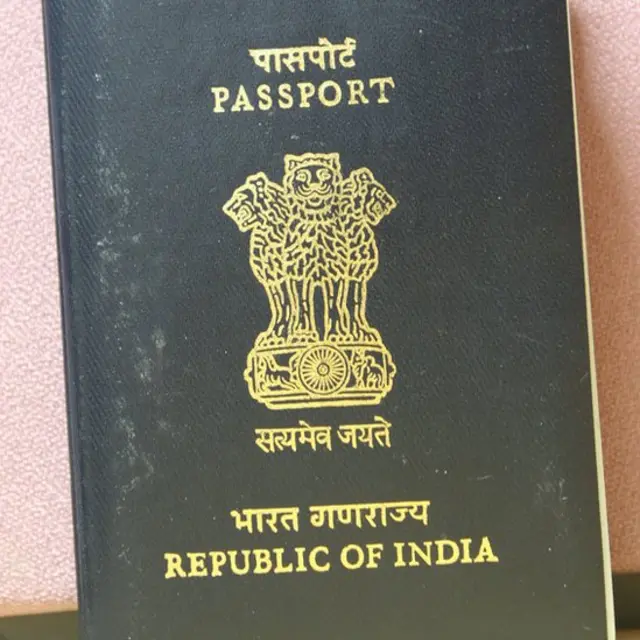 पासपोर्ट
PASSPORT
सत्यमेव जयते
भारत गणराज्य
REPUBLIC OF INDIA